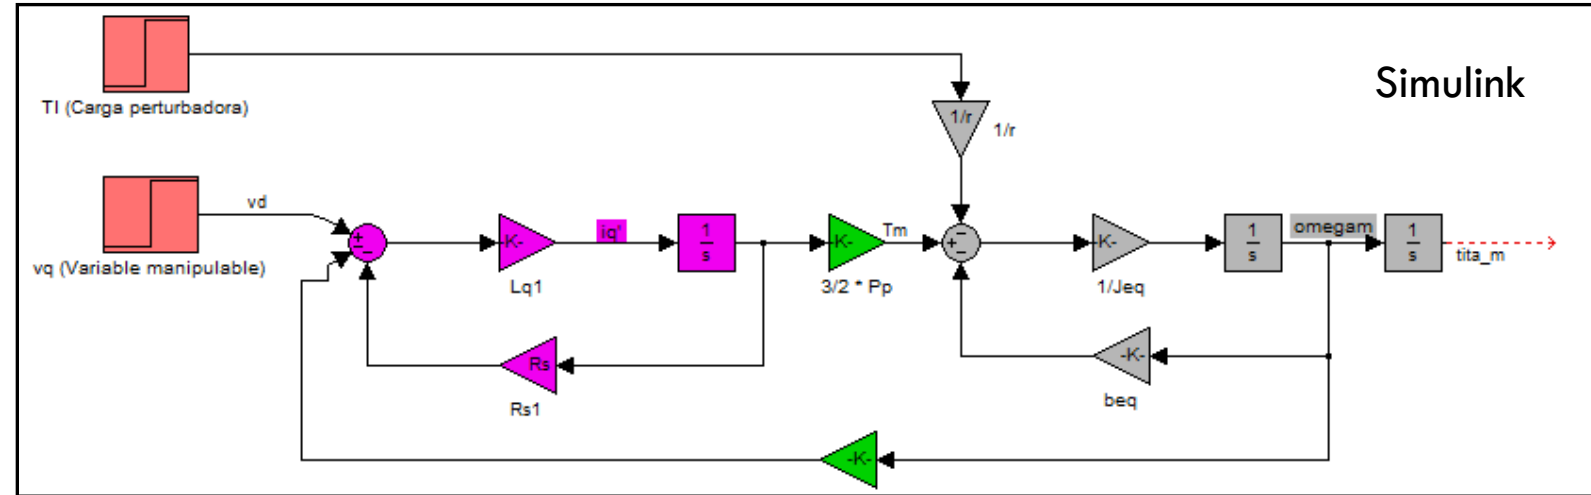 Simulink
Tl (Carga perturbadora)
1/r
1/r
vd
vq (Variable manipulable)
+
-
-
-K-
Lq1
iq'
1
s
-K-
Tm
3/2 * Pp
-
+
-
-K-
1/Jeq
1
s
omegam
1
s
tita_m
Rs
Rs1
-K-
beq
-K-